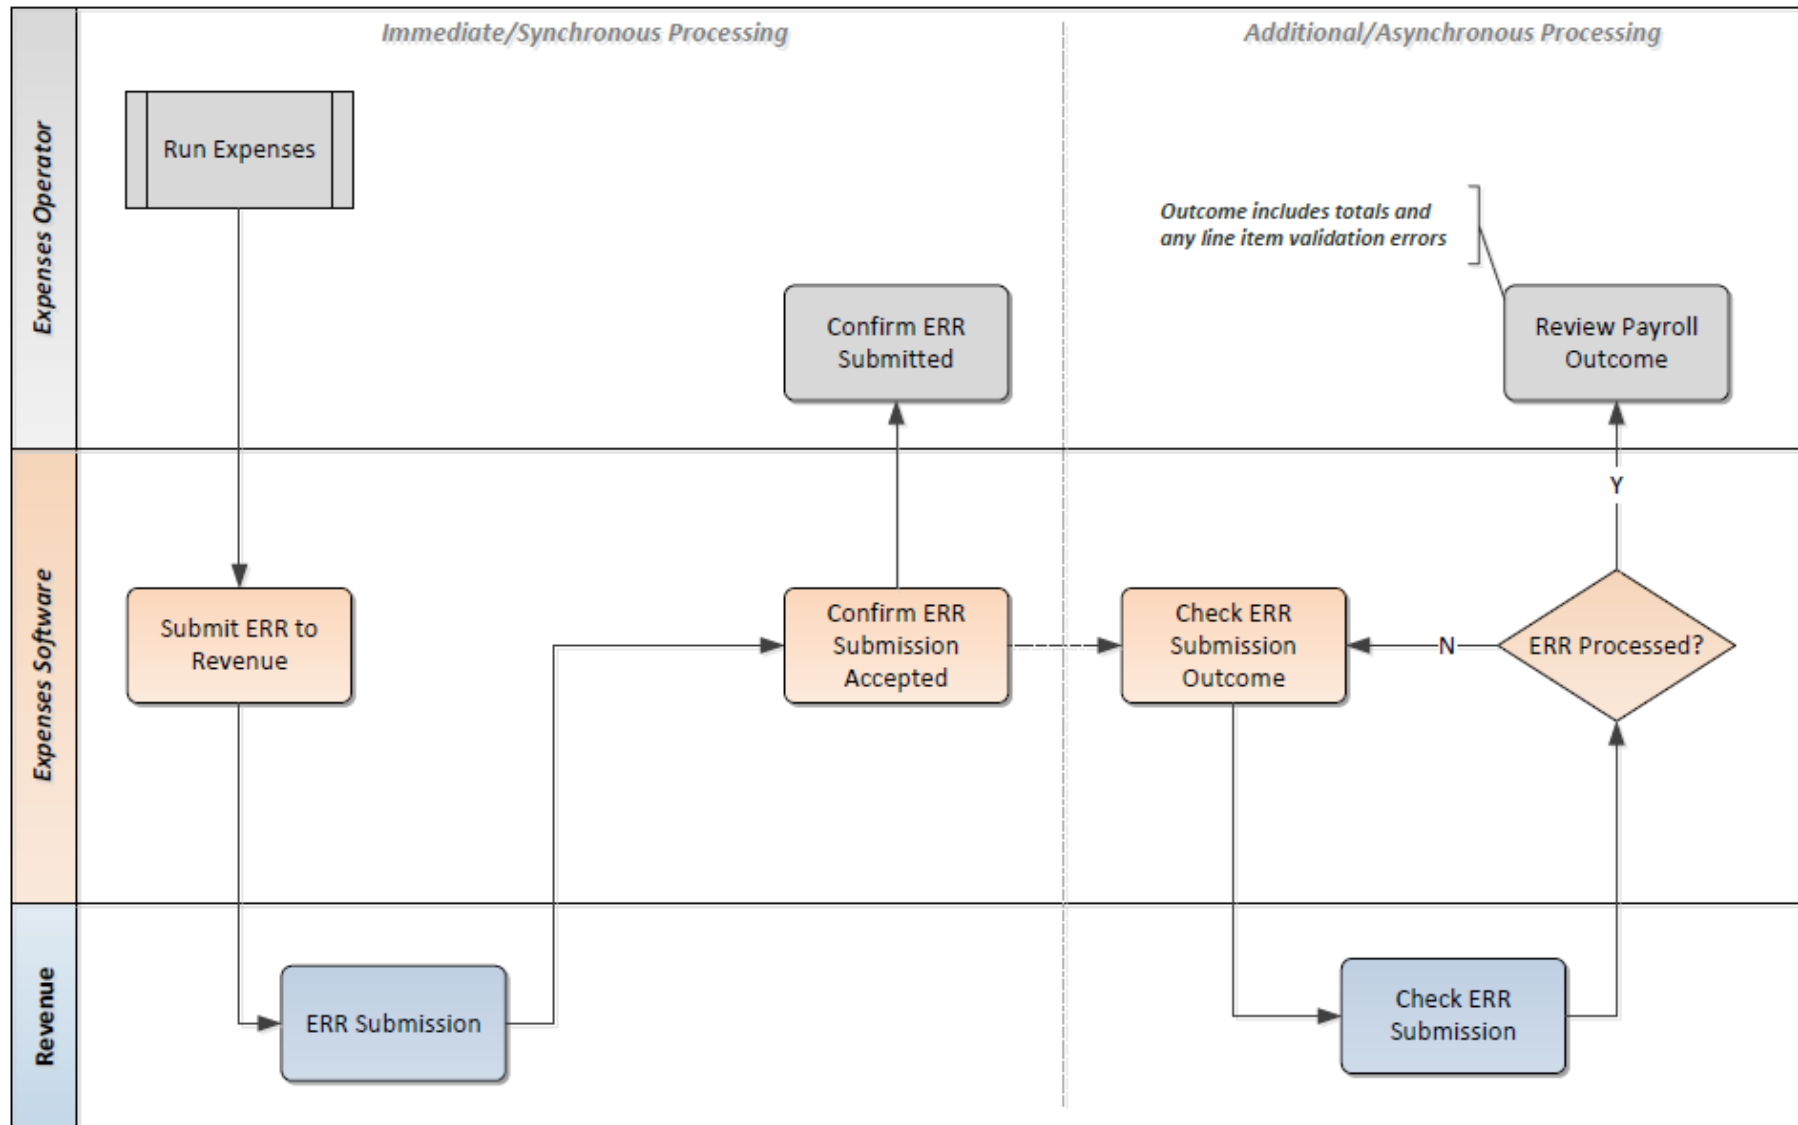 Immediate/Synchronous Processing
Additional/Asynchronous Processing
Expenses Operator
Run Expenses
Outcome includes totals and
any line item validation errors
Confirm ERR
Submitted
Review Payroll
Outcome
Y
Expenses Software
Submit ERR to
Revenue
Confirm ERR
Submission
Accepted
Check ERR
Submission
Outcome
N
ERR Processed?
Revenue
ERR Submission
Check ERR
Submission